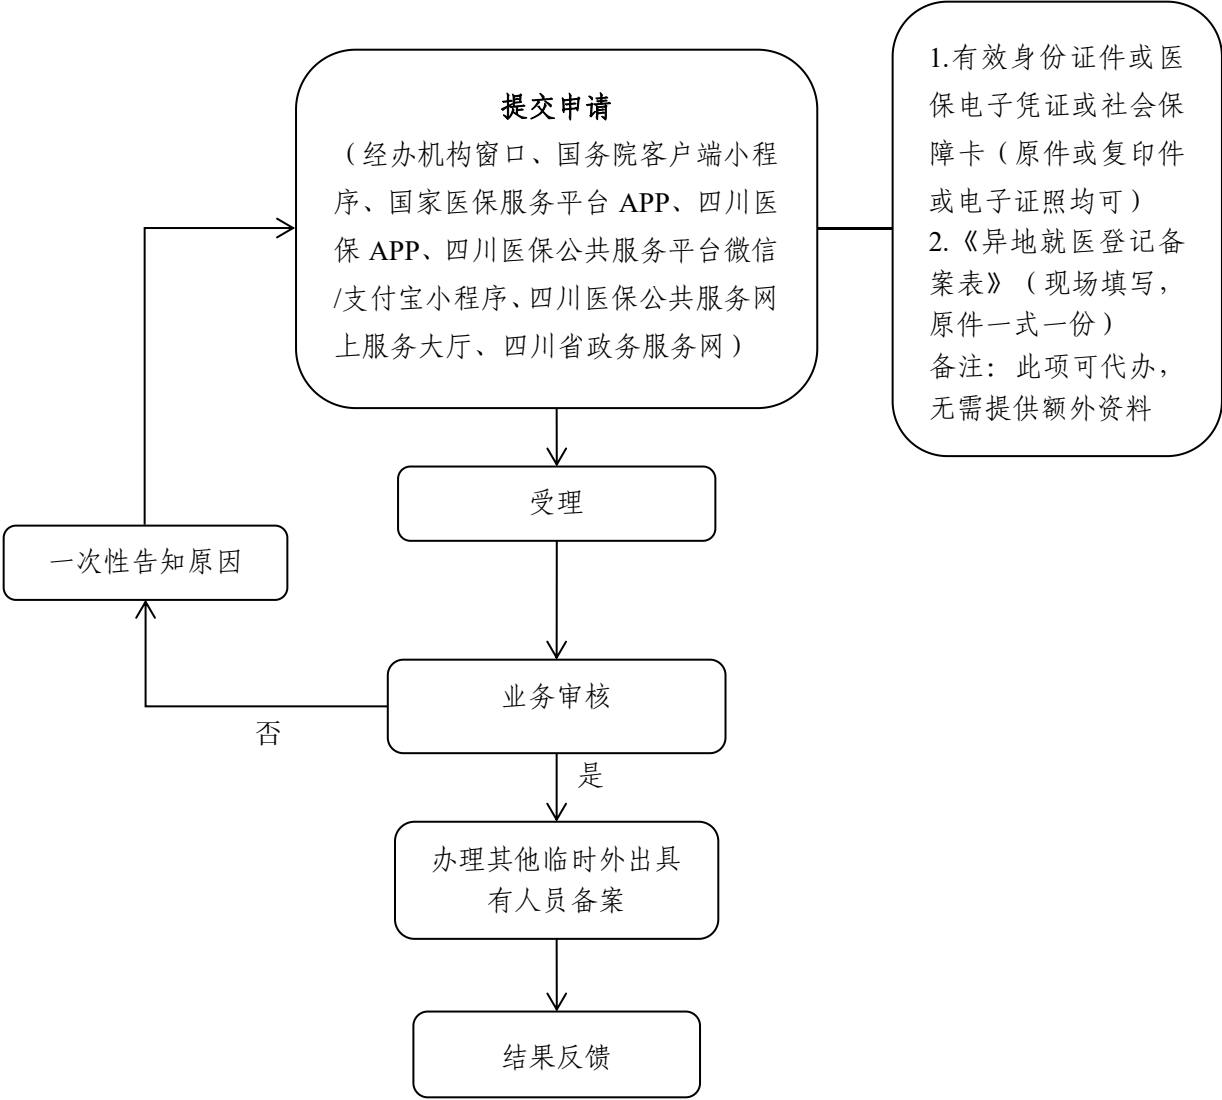 提交申请
（经办机构窗口、国务院客户端小程
序、国家医保服务平台 APP、四川医
保 APP、四川医保公共服务平台微信
/支付宝小程序、四川医保公共服务网
上服务大厅、四川省政务服务网）
1.有效身份证件或医
保电子凭证或社会保
障卡（原件或复印件
或电子证照均可）
2.《异地就医登记备
案表》（现场填写，
原件一式一份）
备注：此项可代办，
无需提供额外资料
受理
一次性告知原因
业务审核
否
是
办理其他临时外出具
有人员备案
结果反馈